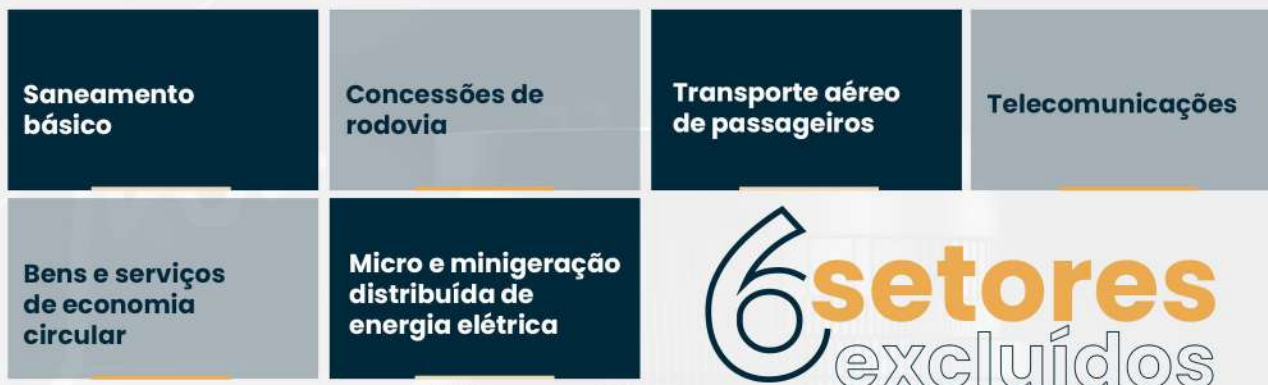 Saneamento
básico
Concessões de
rodovia
Transporte aéreo
de passageiros
Telecomunicações
Bens e serviços
de economia
circular
Micro e minigeração
distribuída de
energia elétrica
6 setores
excluídos